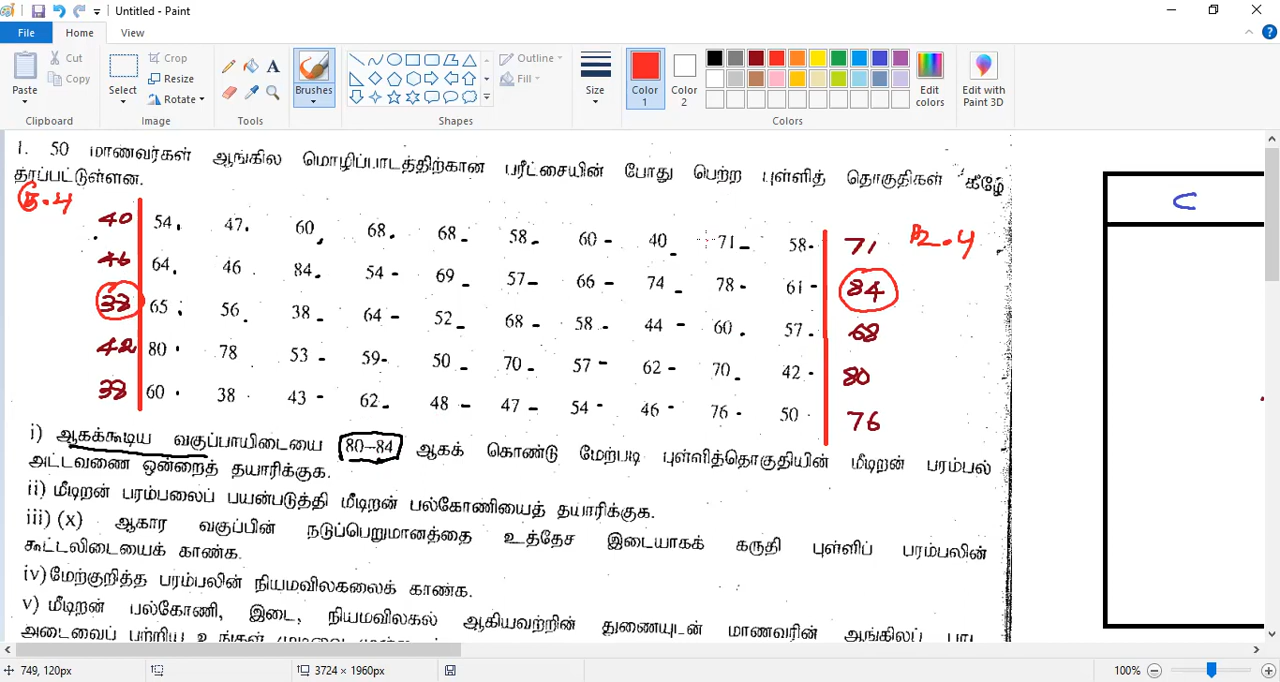 Untitled - Paint
File Home View
Paste Cut Copy Select Crop Resize Rotate Brushes Outline Fill Size Color 1 Color 2 Edit colors Edit with Paint 3D
Clipboard Image Tools Shapes Colors
1. 50 மாணவர்கள் ஆங்கில மொழிப்பாடத்திற்கான பரீட்சையின் போது பெற்ற புள்ளித் தொகுதிகள் கீழே
தரப்பட்டுள்ளன.
40 54 47 60 68 68 58 60 40 71 58 71
46 64 46 84 54 69 57 66 74 78 61 84
38 65 56 38 64 52 68 58 44 60 57 68
42 80 78 53 59 50 70 57 62 70 42 80
38 60 38 43 62 48 47 54 46 76 50 76
C
i) ஆகக்கூடிய வகுப்பாயிடையை 80-84 ஆகக் கொண்டு மேற்படி புள்ளித்தொகுதியின் மீடிறன் பரம்பல்
அட்டவணை ஒன்றைத் தயாரிக்குக.
ii) மீடிறன் பரம்பலைப் பயன்படுத்தி மீடிறன் பல்கோணியைத் தயாரிக்குக.
iii) (x) ஆகார வகுப்பின் நடுப்பெறுமானத்தை உத்தேச இடையாகக் கருதி புள்ளிப் பரம்பலின்
கூட்டலிடையைக் காண்க.
iv) மேற்குறித்த பரம்பலின் நியமவிலகலைக் காண்க.
v) மீடிறன் பல்கோணி, இடை, நியமவிலகல் ஆகியவற்றின் துணையுடன் மாணவரின் ஆங்கிலப் பாட
அடைவைப் பற்றிய உங்கள்
749, 120px 3724 × 1960px 100%